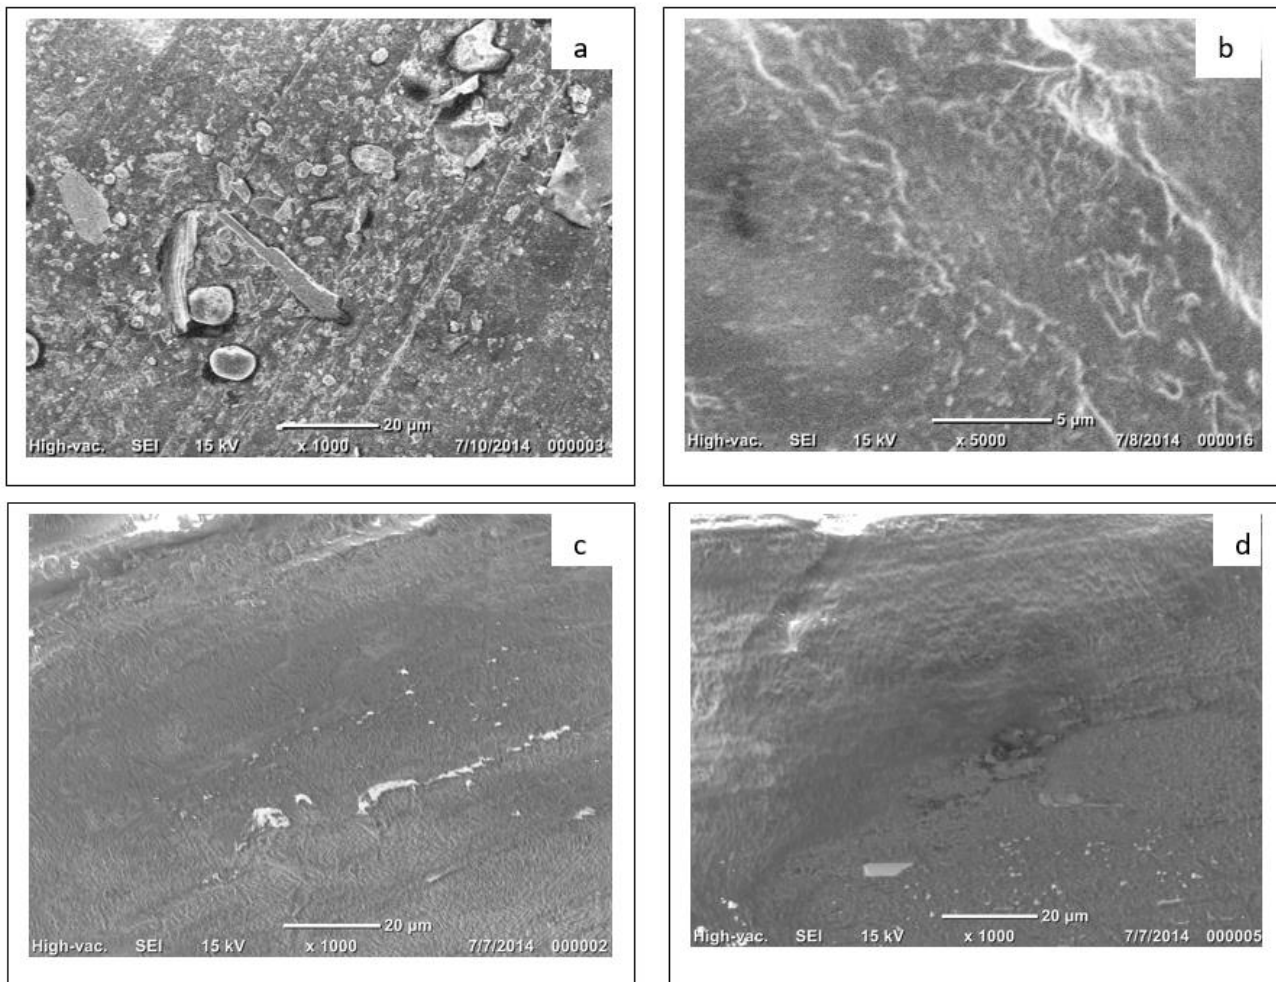 a
20 µm
High-vac. SEI 15 kV x 1000 7/10/2014 000003
b
5 µm
High-vac. SEI 15 kV x 5000 7/8/2014 000016
c
20 µm
High-vac. SEI 15 kV x 1000 7/7/2014 000002
d
20 µm
High-vac. SEI 15 kV x 1000 7/7/2014 000005